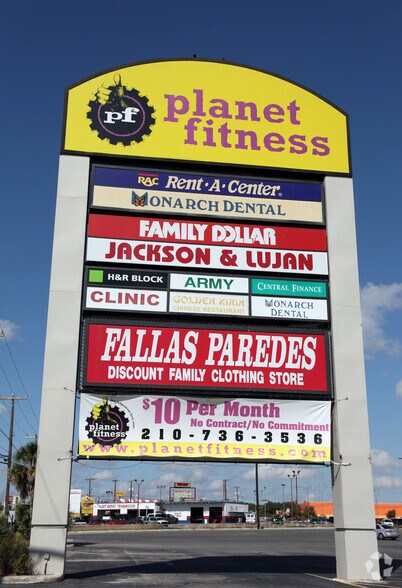 pf
planet
fitness
RAC Rent-A-Center
MONARCH DENTAL
FAMILY DOLLAR
JACKSON & LUJAN
H&R BLOCK
ARMY
CENTRAL FINANCE
CLINIC
GOLDEN KIRIN
CHINESE RESTAURANT
MONARCH
DENTAL
FALLAS PAREDES
DISCOUNT FAMILY CLOTHING STORE
planet
fitness
$10 Per Month
No Contract/No Commitment
210-736-3535
www.planetfitness.com